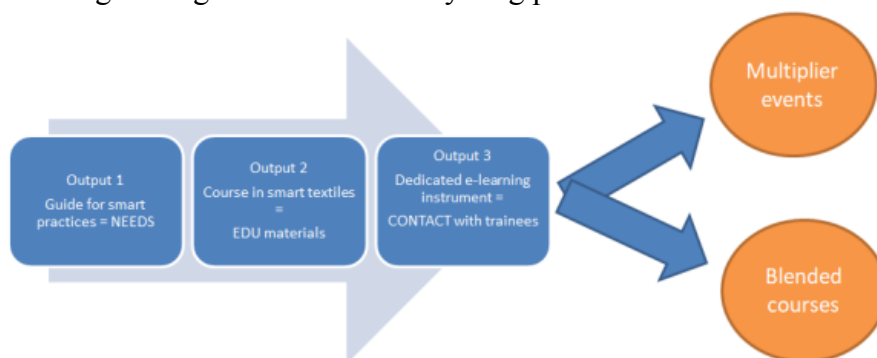 Output 1
Guide for smart
practices = NEEDS
Output 2
Course in smart textiles
=
EDU materials
Output 3
Dedicated e-learning
instrument =
CONTACT with trainees
Multiplier
events
Blended
courses